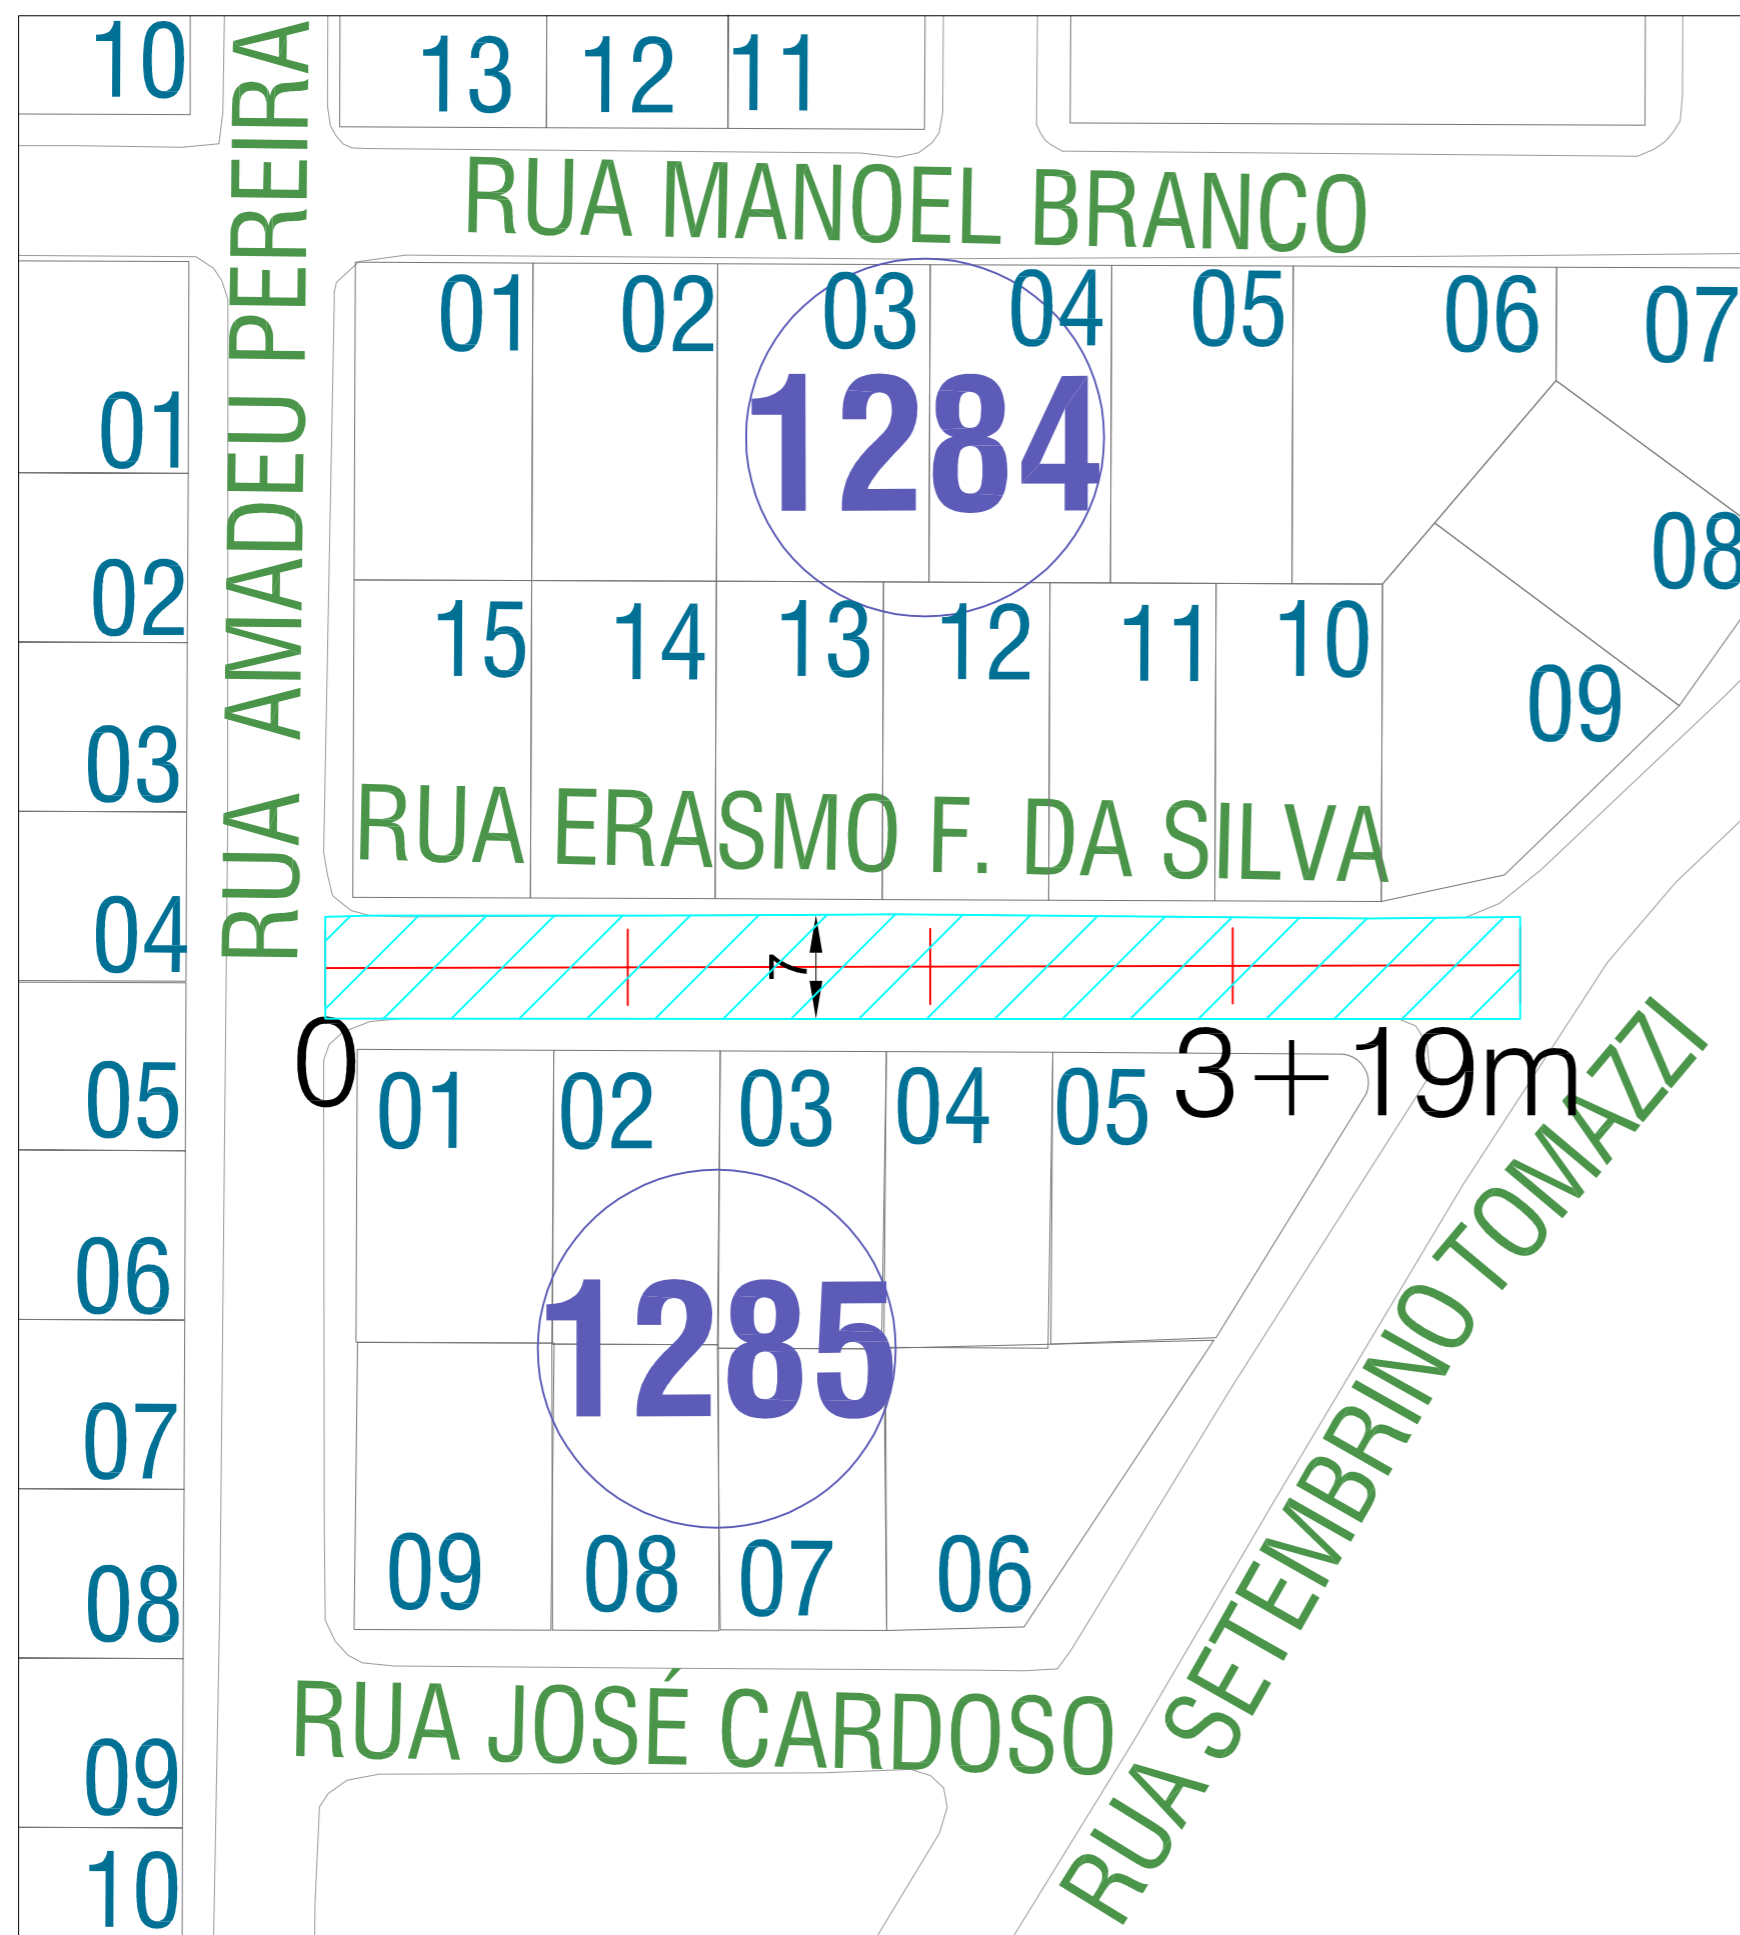 10
13 12 11
RUA MANOEL BRANCO
RUA AMADEU PEREIRA
01 02 03 04 05 06 07
1284
01
02
03
04
05
06
07
08
09
10
08
15 14 13 12 11 10
09
RUA ERASMO F. DA SILVA
7
0
3+19m
01 02 03 04 05
1285
09 08 07 06
RUA JOSÉ CARDOSO
RUA SETEMBRINO TOMAZZI